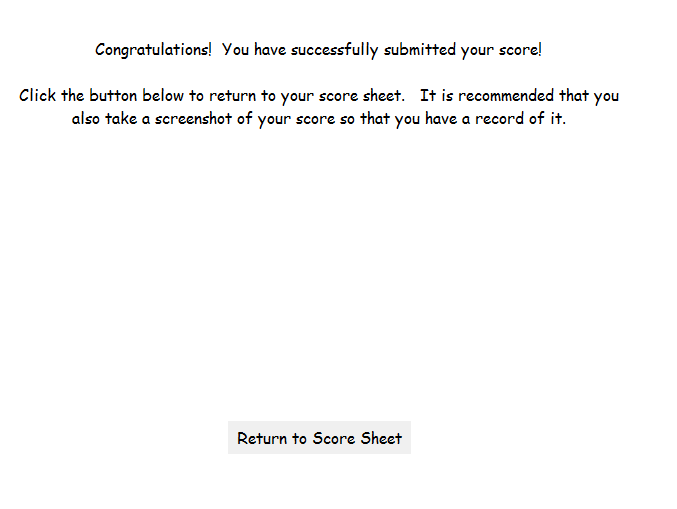 Congratulations!  You have successfully submitted your score!
Click the button below to return to your score sheet.   It is recommended that you
also take a screenshot of your score so that you have a record of it.
Return to Score Sheet